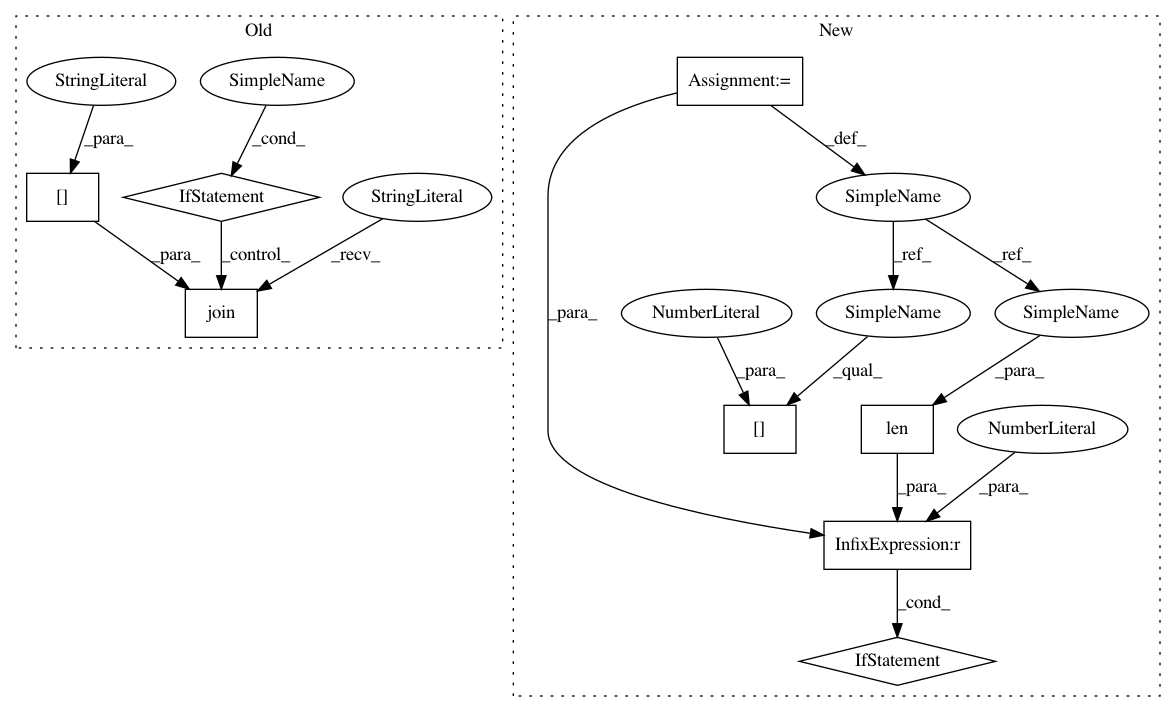 Old
New
StringLiteral
SimpleName
Assignment:=
_para_
_cond_
_def_
[]
IfStatement
StringLiteral
SimpleName
_para_
_control_
_recv_
_ref_
_ref_
join
_para_
NumberLiteral
SimpleName
SimpleName
_para_
_qual_
_para_
[]
len
NumberLiteral
_para_
_para_
InfixExpression:r
_cond_
IfStatement